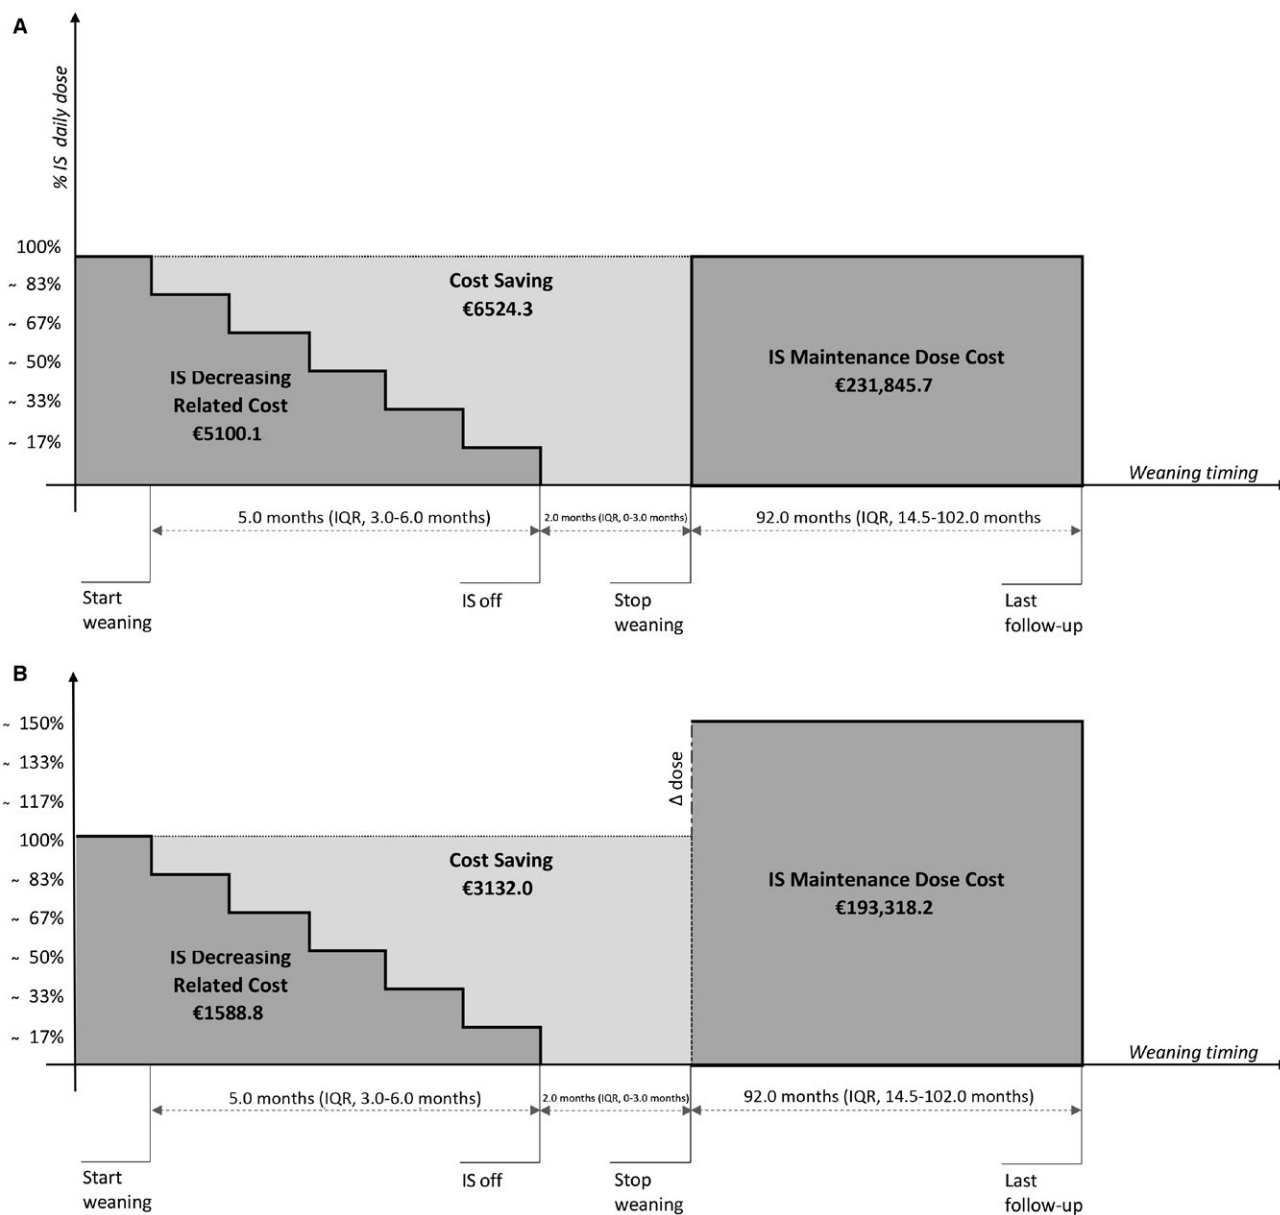 A
% IS daily dose
100%
~ 83%
~ 67%
~ 50%
~ 33%
~ 17%
Cost Saving
€6524.3
IS Decreasing
Related Cost
€5100.1
IS Maintenance Dose Cost
€231,845.7
Weaning timing
5.0 months (IQR, 3.0-6.0 months)
2.0 months (IQR, 0-3.0 months)
92.0 months (IQR, 14.5-102.0 months
Start
weaning
IS off
Stop
weaning
Last
follow-up
B
~ 150%
~ 133%
~ 117%
100%
~ 83%
~ 67%
~ 50%
~ 33%
~ 17%
Δ dose
Cost Saving
€3132.0
IS Decreasing
Related Cost
€1588.8
IS Maintenance Dose Cost
€193,318.2
Weaning timing
5.0 months (IQR, 3.0-6.0 months)
2.0 months (IQR, 0-3.0 months)
92.0 months (IQR, 14.5-102.0 months)
Start
weaning
IS off
Stop
weaning
Last
follow-up